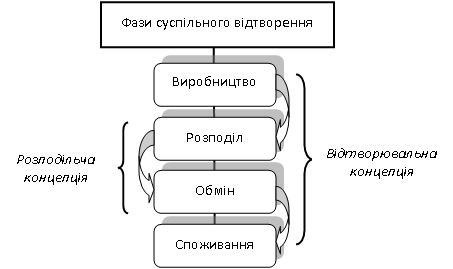 Фази суспільного відтворення
Виробництво
Розподіл
Розподільча
концепція
Відтворювальна
концепція
Обмін
Споживання